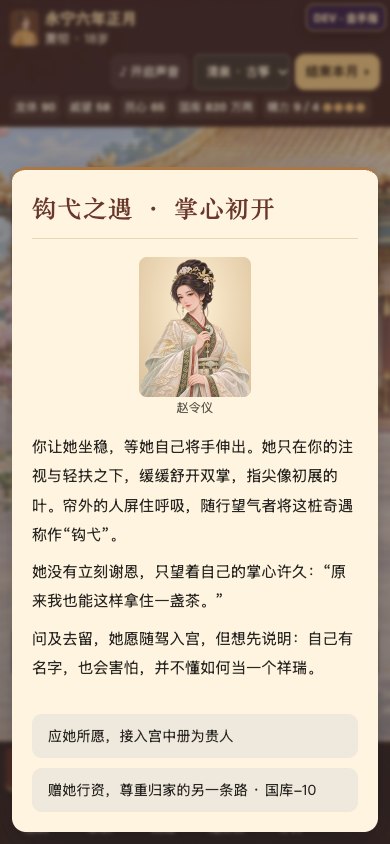 永宁六年正月
DEV · 金手指
♪ 开启声音
清泉 · 古筝
结束本月 »
国库 830 万两
钩弋之遇 · 掌心初开
赵令仪
你让她坐稳，等她自己将手伸出。她只在你的注
视与轻扶之下，缓缓舒开双掌，指尖像初展的
叶。帘外的人屏住呼吸，随行望气者将这桩奇遇
称作“钩弋”。
她没有立刻谢恩，只望着自己的掌心许久：“原
来我也能这样拿住一盏茶。”
问及去留，她愿随驾入宫，但想先说明：自己有
名字，也会害怕，并不懂如何当一个祥瑞。
应她所愿，接入宫中册为贵人
赠她行资，尊重归家的另一条路 · 国库−10